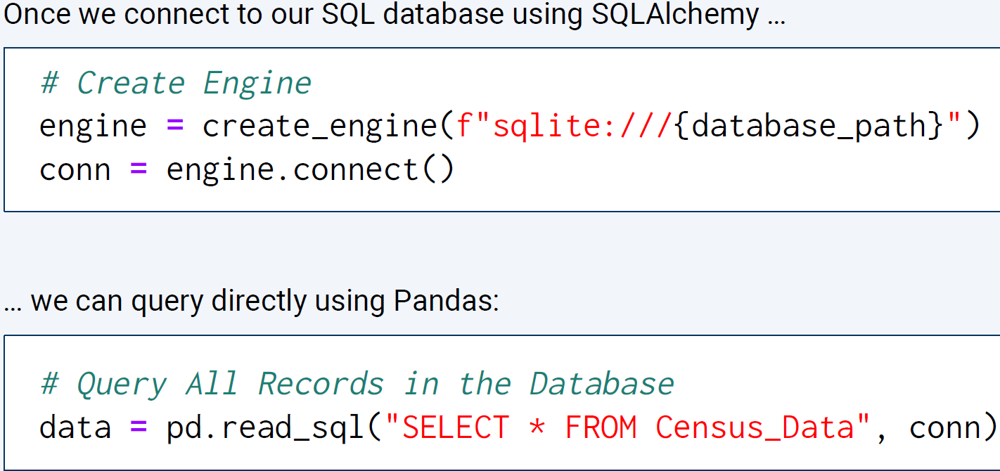 Once we connect to our SQL database using SQLAlchemy ...
# Create Engine
engine = create_engine(f"sqlite:///{database_path}")
conn = engine.connect()
... we can query directly using Pandas:
# Query All Records in the Database
data = pd.read_sql("SELECT * FROM Census_Data", conn)